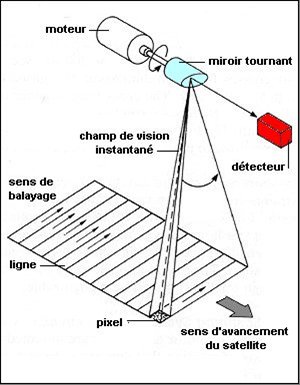 moteur
miroir tournant
champ de vision
instantané
détecteur
sens de
balayage
ligne
pixel
sens d'avancement
du satellite